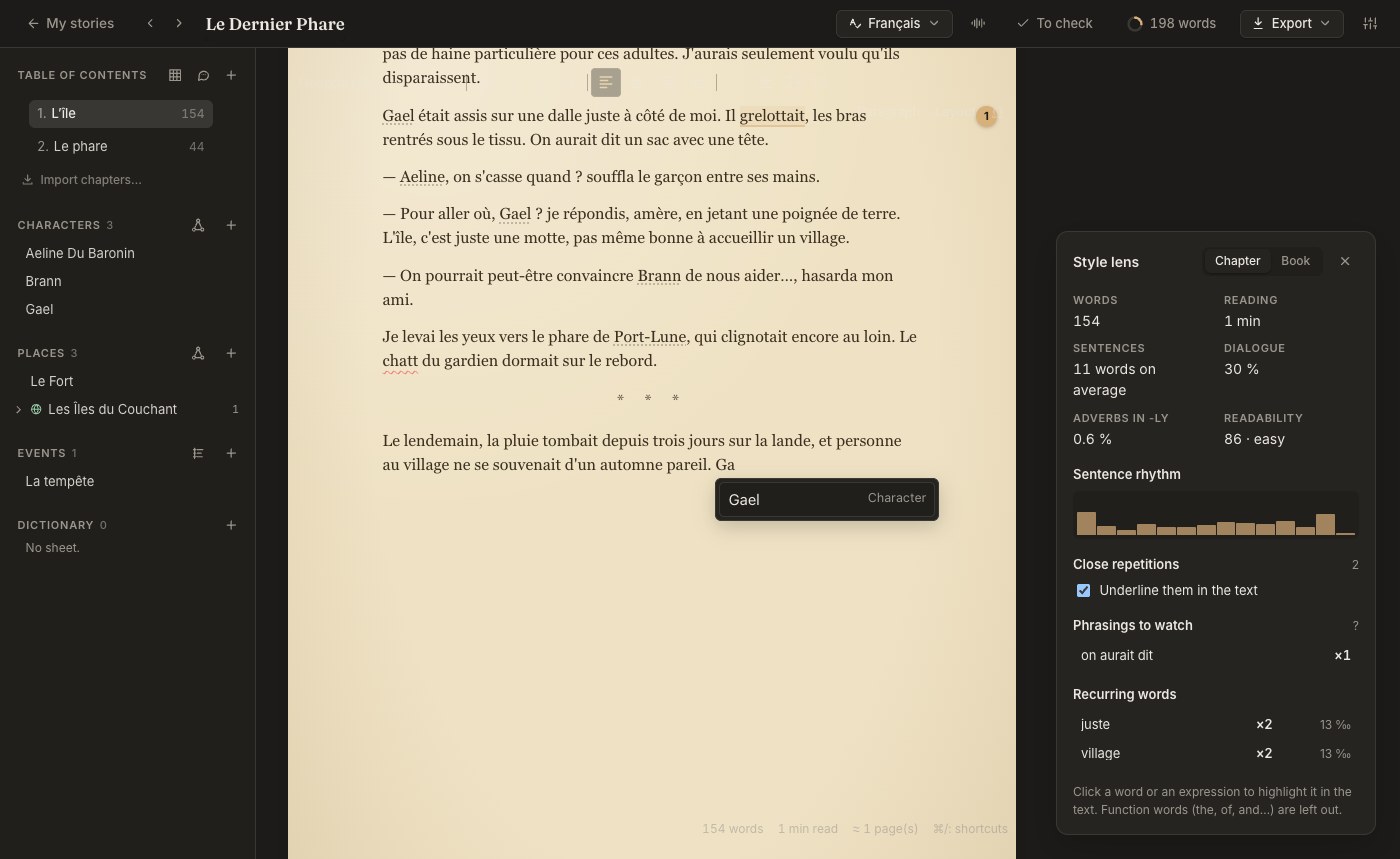 My stories
Le Dernier Phare
Français
To check
198 words
Export
TABLE OF CONTENTS
1. L'île 154
2. Le phare 44
Import chapters...
CHARACTERS 3
Aeline Du Baronin
Brann
Gael
PLACES 3
Le Fort
Les Îles du Couchant 1
EVENTS 1
La tempête
DICTIONARY 0
No sheet.
pas de haine particulière pour ces adultes. J'aurais seulement voulu qu'ils
disparaissent.
Gael était assis sur une dalle juste à côté de moi. Il grelottait, les bras
1
rentrés sous le tissu. On aurait dit un sac avec une tête.
— Aeline, on s'casse quand ? souffla le garçon entre ses mains.
— Pour aller où, Gael ? je répondis, amère, en jetant une poignée de terre.
L'île, c'est juste une motte, pas même bonne à accueillir un village.
— On pourrait peut-être convaincre Brann de nous aider..., hasarda mon
ami.
Je levai les yeux vers le phare de Port-Lune, qui clignotait encore au loin. Le
chatt du gardien dormait sur le rebord.
* * *
Le lendemain, la pluie tombait depuis trois jours sur la lande, et personne
au village ne se souvenait d'un automne pareil. Ga
Gael Character
154 words 1 min read ≈ 1 page(s) ⌘/: shortcuts
Style lens
Chapter Book
WORDS READING
154 1 min
SENTENCES DIALOGUE
11 words on 30 %
average
ADVERBS IN -LY READABILITY
0.6 % 86 · easy
Sentence rhythm
Close repetitions 2
Underline them in the text
Phrasings to watch ?
on aurait dit ×1
Recurring words
juste ×2 13 ‰
village ×2 13 ‰
Click a word or an expression to highlight it in the
text. Function words (the, of, and...) are left out.